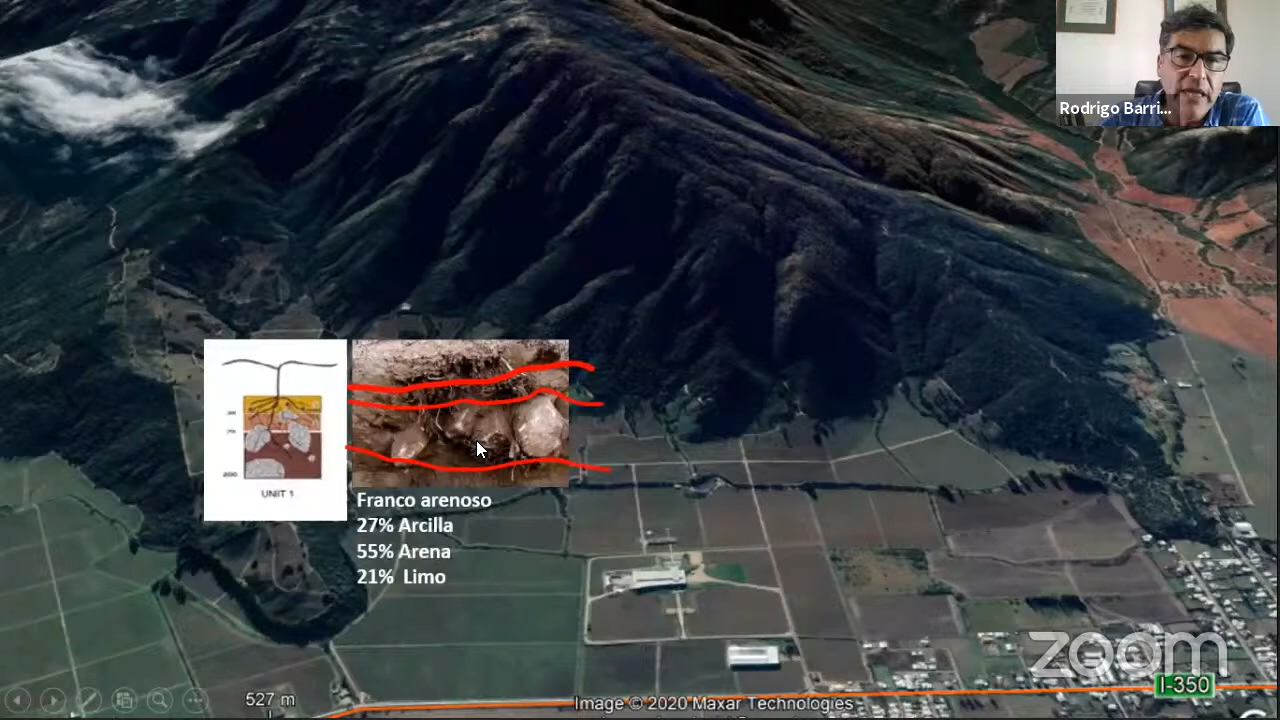 Rodrigo Barri...
UNIT 1
Franco arenoso
27% Arcilla
55% Arena
21% Limo
zoom
I-350
527 m
Image © 2020 Maxar Technologies